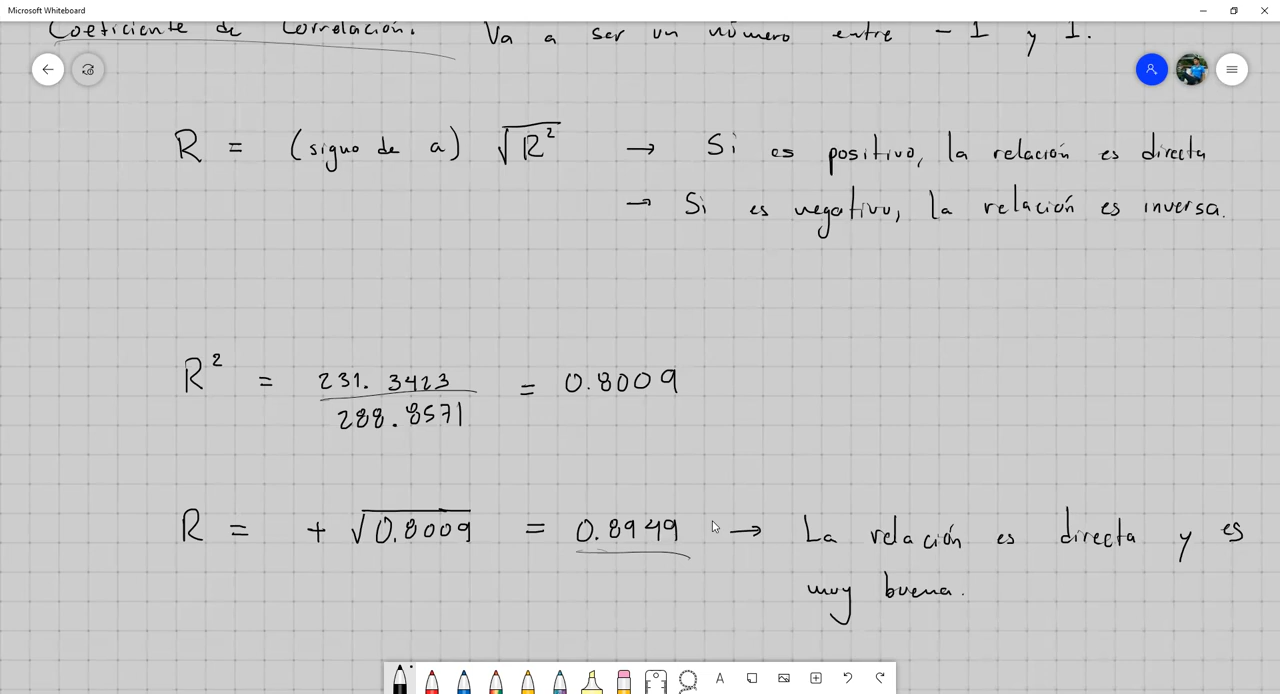 Microsoft Whiteboard
Coeficiente de Correlación. Va a ser un número entre - 1 y 1.
R = (signo de a) √R² → Si es positivo, la relación es directa
→ Si es negativo, la relación es inversa.
R² = 231.3423 / 288.8571 = 0.8009
R = + √0.8009 = 0.8949 → La relación es directa y es
muy buena.
A